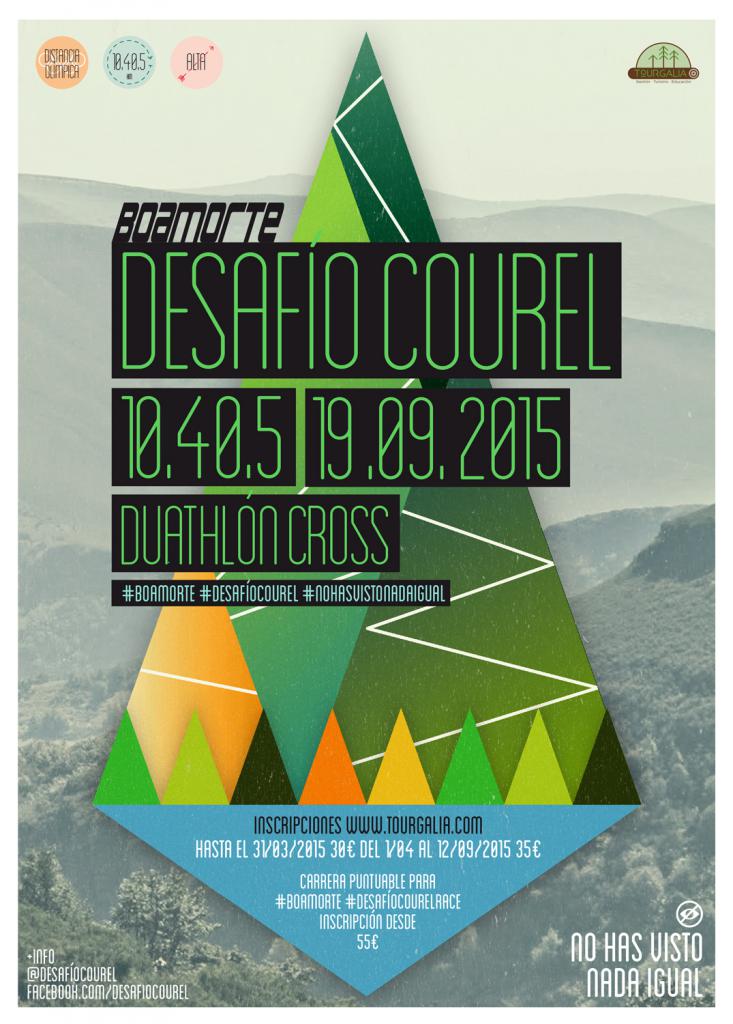 DISTANCIA
OLÍMPICA
10.40.5
KM
ALTA
TOURGALIA
Gestión · Turismo · Educación
BOAMORTE
DESAFÍO COUREL
10.40.5 19.09.2015
DUATHLÓN CROSS
#BOAMORTE #DESAFÍOCOUREL #NOHASVISTONADAIGUAL
INSCRIPCIONES WWW.TOURGALIA.COM
HASTA EL 31/03/2015 30€ DEL 1/04 AL 12/09/2015 35€
CARRERA PUNTUABLE PARA
#BOAMORTE #DESAFÍOCOURELRACE
INSCRIPCIÓN DESDE
55€
+INFO
@DESAFÍOCOUREL
FACEBOOK.COM/DESAFIOCOUREL
NO HAS VISTO
NADA IGUAL